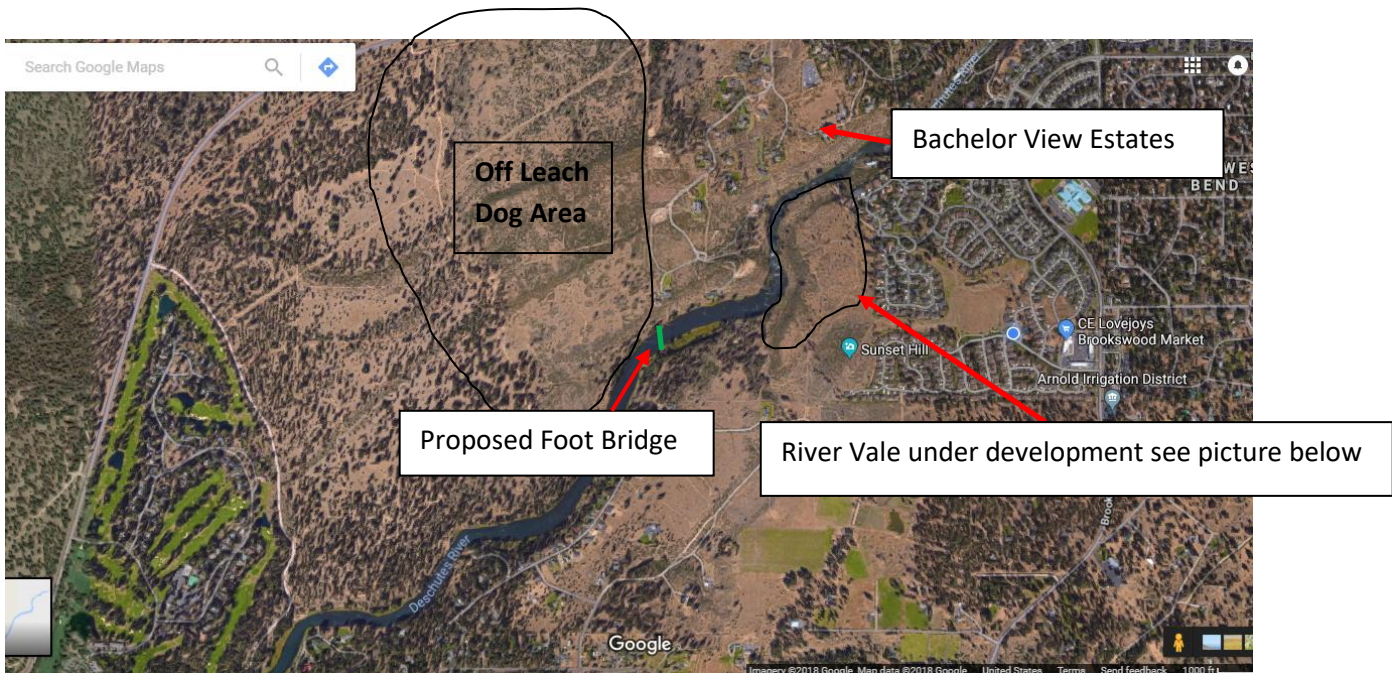 Search Google Maps
Off Leach
Dog Area
Bachelor View Estates
BEND
CE Lovejoys
Brookswood Market
Sunset Hill
Arnold Irrigation District
Proposed Foot Bridge
River Vale under development see picture below
Deschutes River
Google
Imagery ©2018 Google, Map data ©2018 Google United States Terms Send feedback 1000 ft